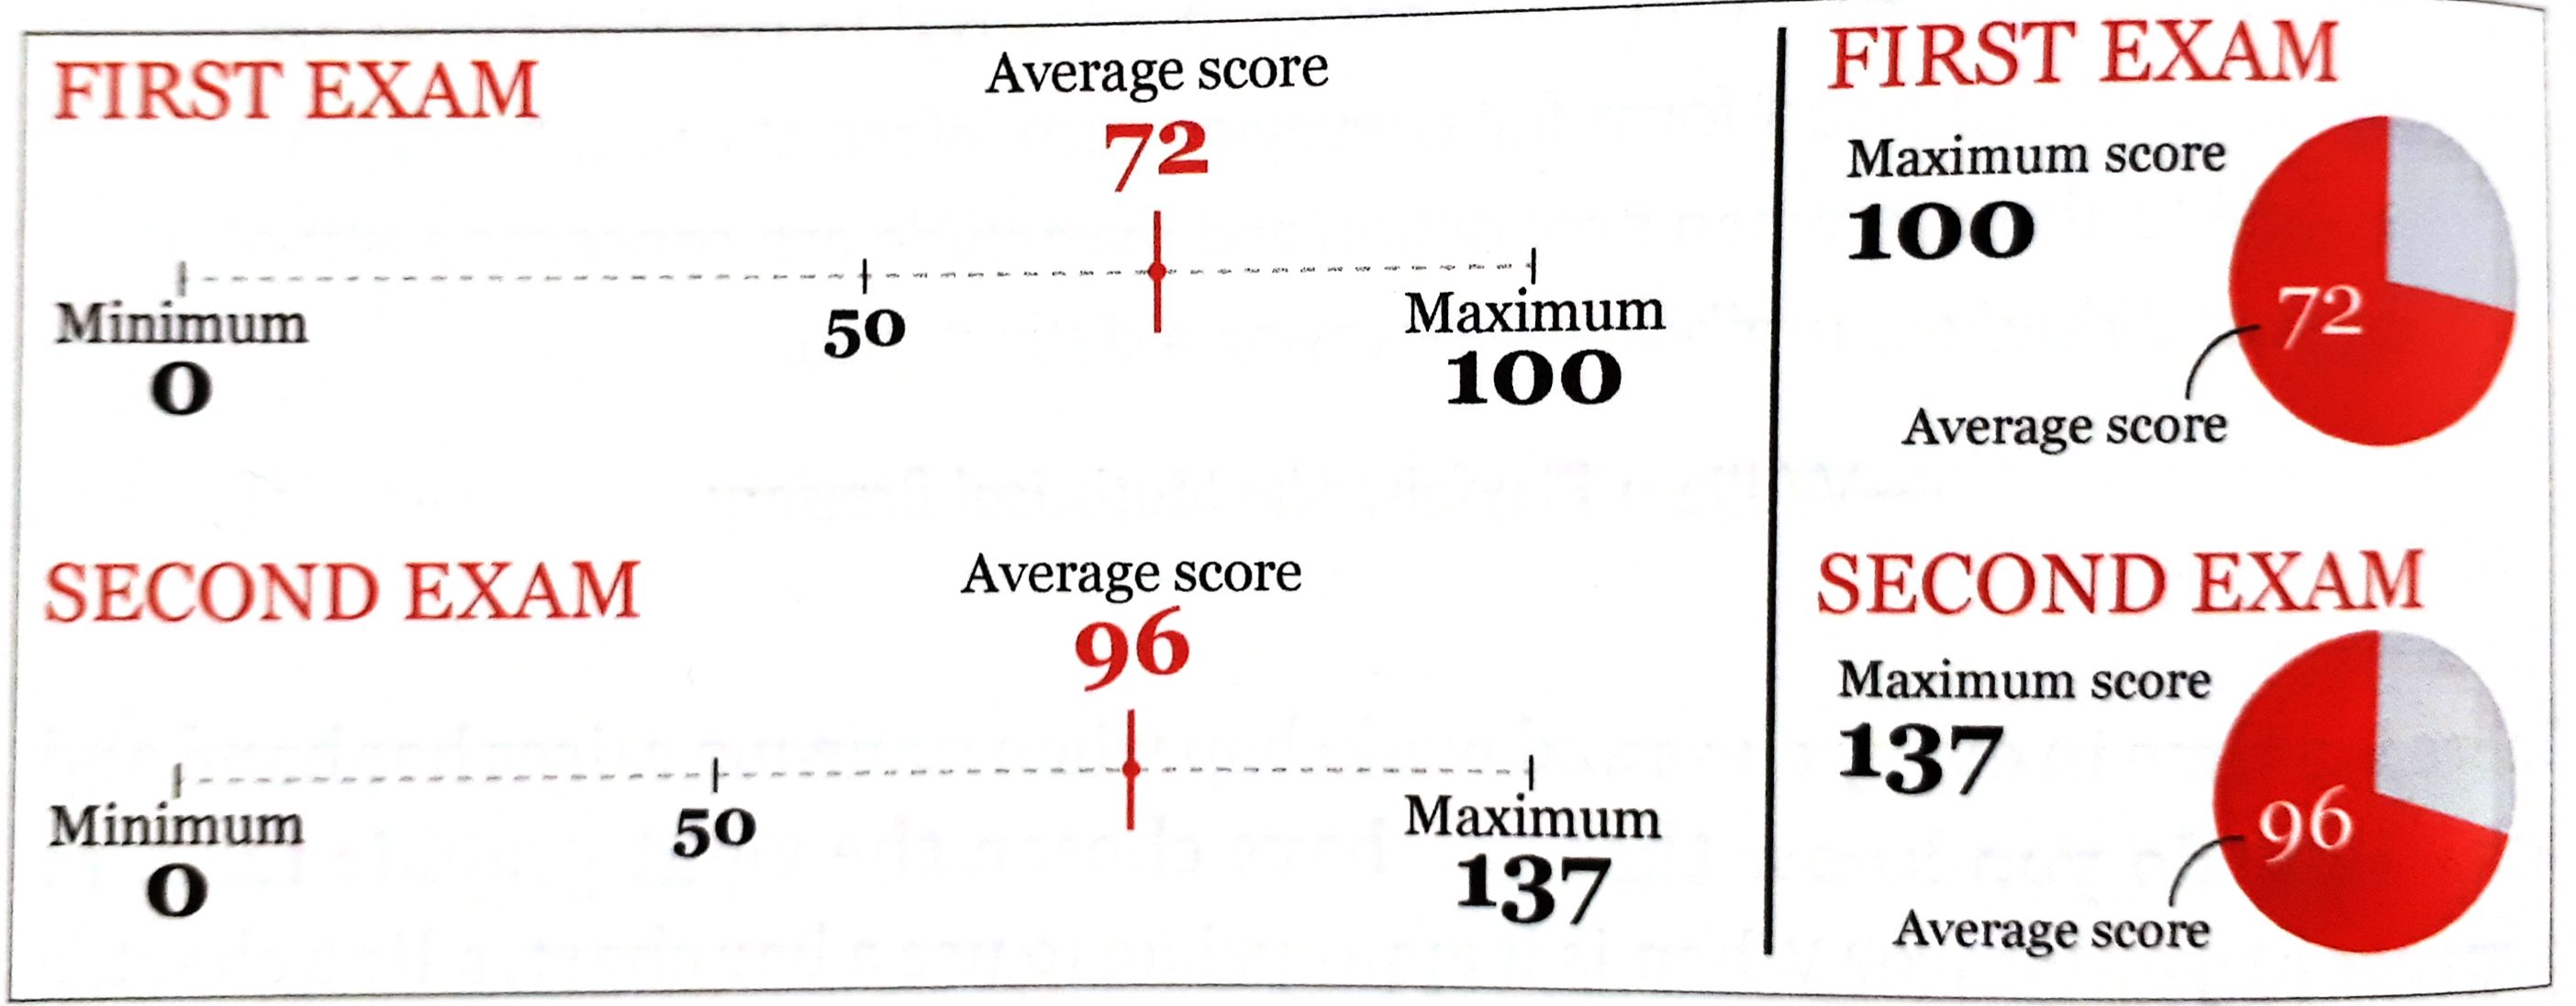 FIRST EXAM
Average score
72
Minimum
0
50
Maximum
100
SECOND EXAM
Average score
96
Minimum
0
50
Maximum
137
FIRST EXAM
Maximum score
100
72
Average score
SECOND EXAM
Maximum score
137
96
Average score